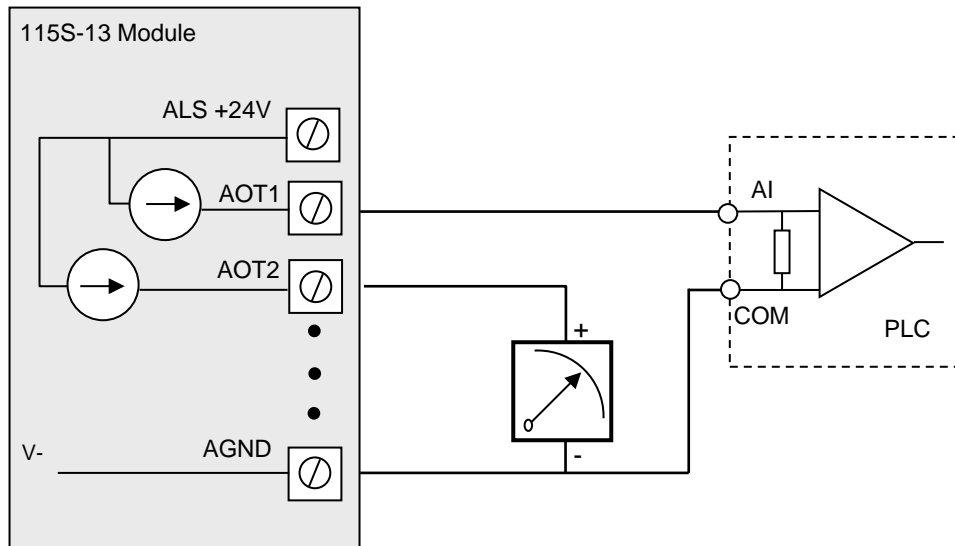 115S-13 Module
ALS +24V
AOT1
AI
AOT2
COM
PLC
+
-
V-
AGND